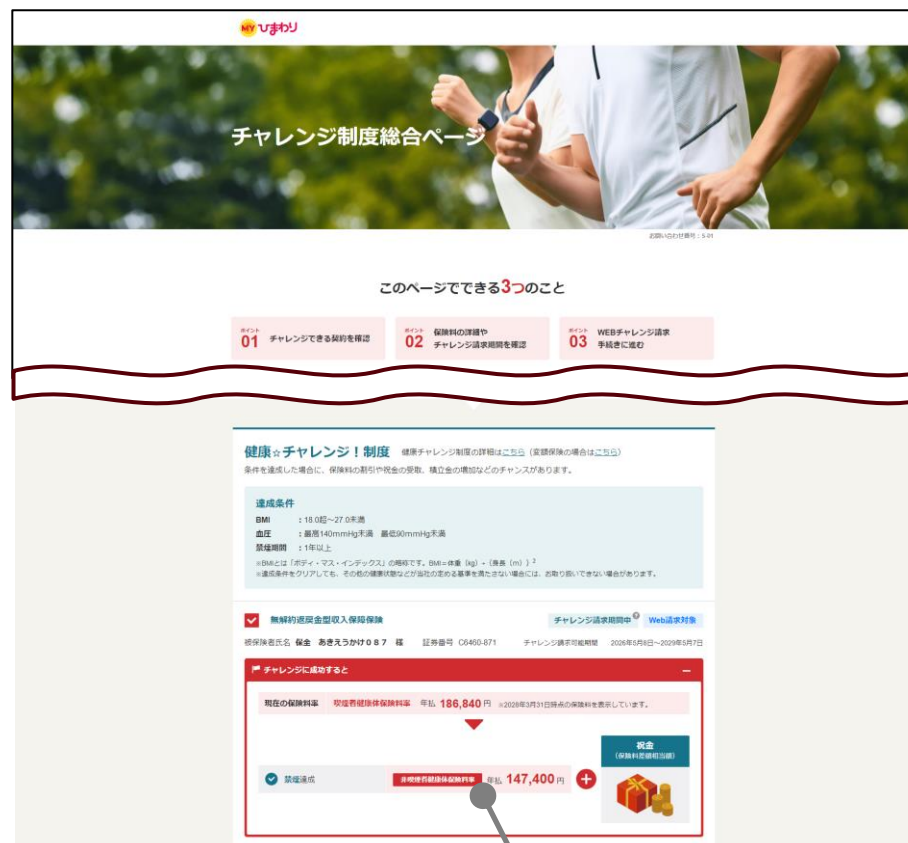 MY ひまわり
チャレンジ制度総合ページ
お問い合わせ番号:S-01
このページでできる3つのこと
ポイント
01 チャレンジできる契約を確認
ポイント
02 保険料の詳細や
チャレンジ請求期間を確認
ポイント
03 WEBチャレンジ請求
手続きに進む
健康☆チャレンジ!制度 健康チャレンジ制度の詳細はこちら(変額保険の場合はこちら)
条件を達成した場合に、保険料の割引や祝金の受取、積立金の増加などのチャンスがあります。
達成条件
BMI :18.0超~27.0未満
血圧 :最高140mmHg未満 最低90mmHg未満
禁煙期間 :1年以上
※BMIとは「ボディ・マス・インデックス」の略称です。BMI=体重(kg)÷(身長(m))2
※達成条件をクリアしても、その他の健康状態などが当社の定める基準を満たさない場合には、お取り扱いできない場合があります。
無解約返戻金型収入保障保険 チャレンジ請求期間中 ? Web請求対象
被保険者氏名 保全 あきえうかけ087 様 証券番号 C6460-871 チャレンジ請求可能期間 2026年5月8日~2029年5月7日
チャレンジに成功すると
現在の保険料率 喫煙者健康体保険料率 年払 186,840 円 ※2028年3月31日時点の保険料を表示しています。
祝金
(保険料差額相当額)
禁煙達成 非喫煙者健康体保険料率 年払 147,400 円